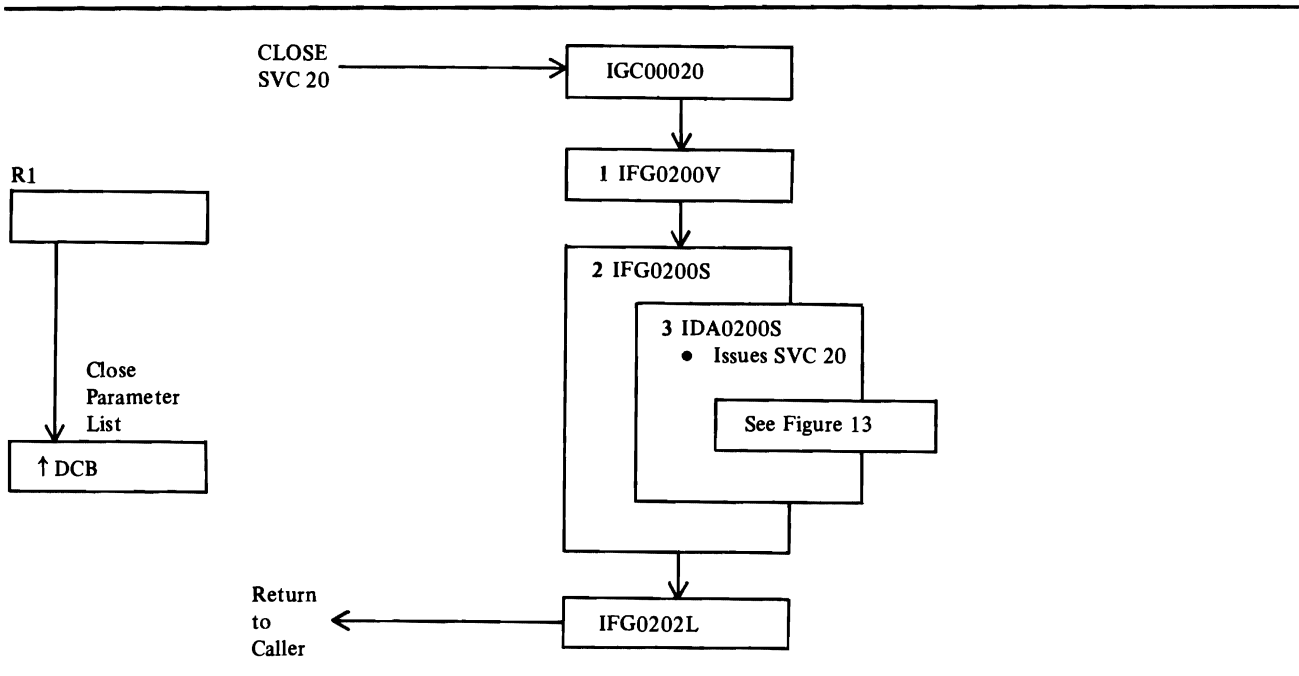 CLOSE
SVC 20
IGC00020
1 IFG0200V
R1
2 IFG0200S
3 IDA0200S
• Issues SVC 20
Close
Parameter
List
See Figure 13
↑ DCB
Return
to
Caller
IFG0202L